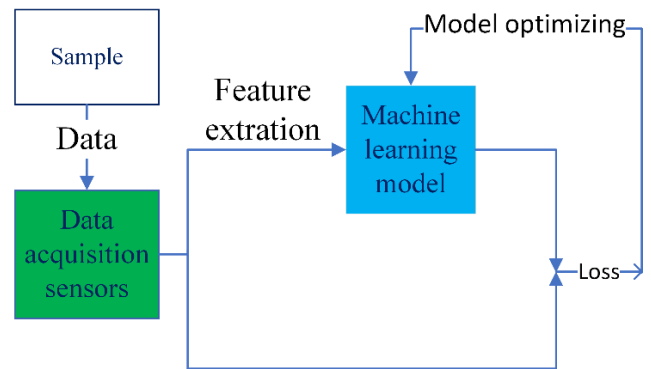 Sample
Data
Data
acquisition
sensors
Feature
extration
Machine
learning
model
Model optimizing
Loss